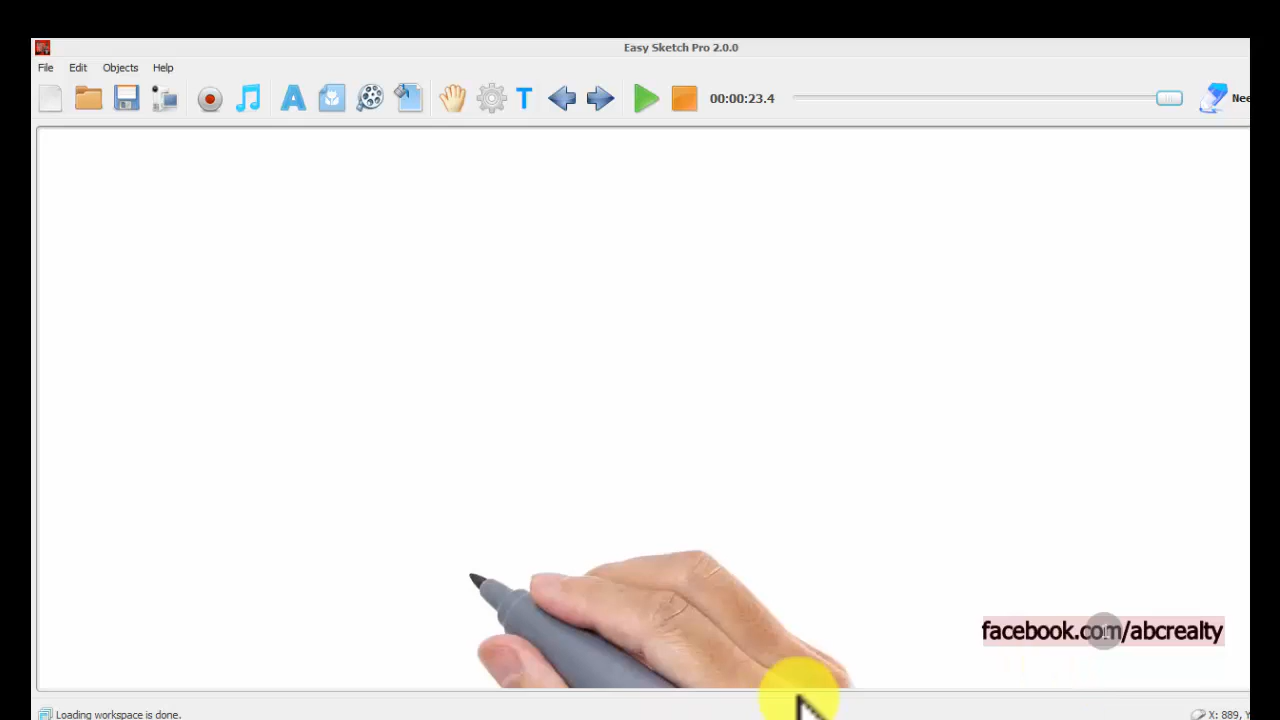 Easy Sketch Pro 2.0.0
File Edit Objects Help
A T 00:00:23.4 Nee
facebook.com/abcrealty
Loading workspace is done. X: 889, Y